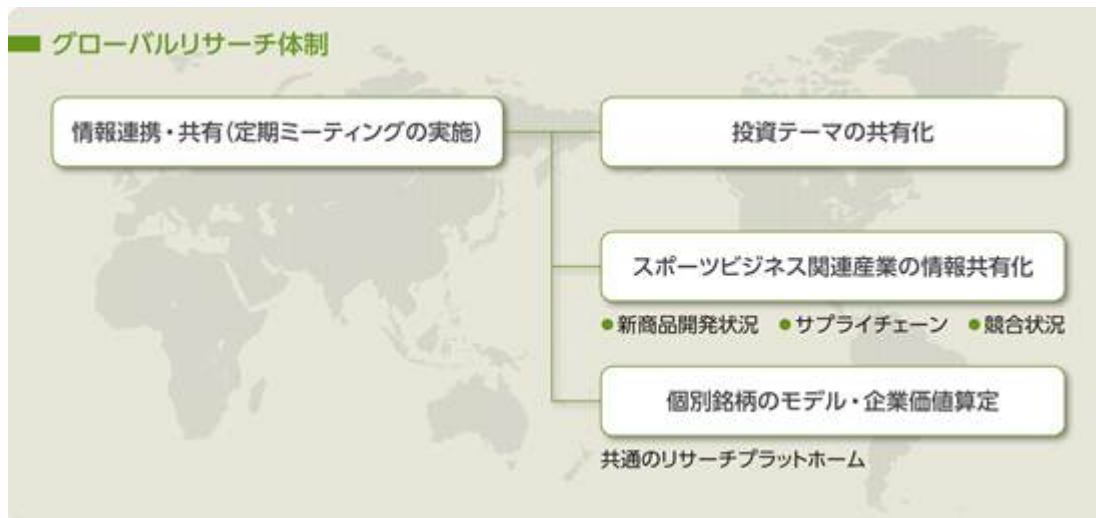 グローバルリサーチ体制
情報連携・共有(定期ミーティングの実施)
投資テーマの共有化
スポーツビジネス関連産業の情報共有化
●新商品開発状況 ●サプライチェーン ●競合状況
個別銘柄のモデル・企業価値算定
共通のリサーチプラットホーム